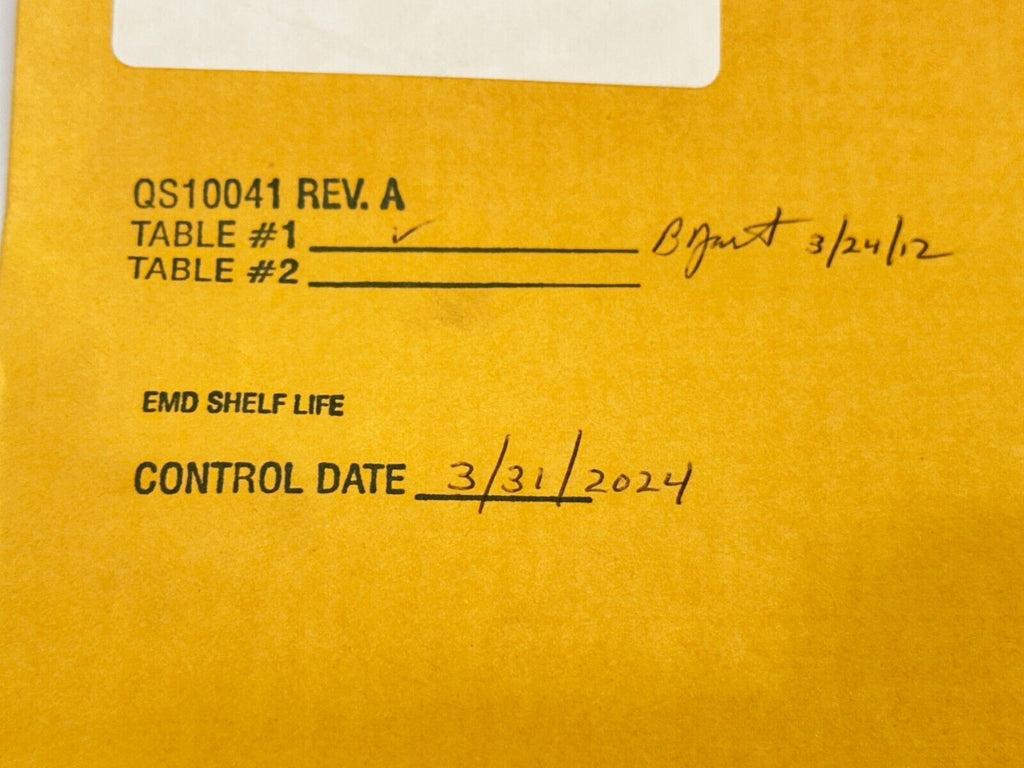 QS10041 REV. A
TABLE #1 ✓ 3/24/12
TABLE #2
EMD SHELF LIFE
CONTROL DATE 3/31/2024